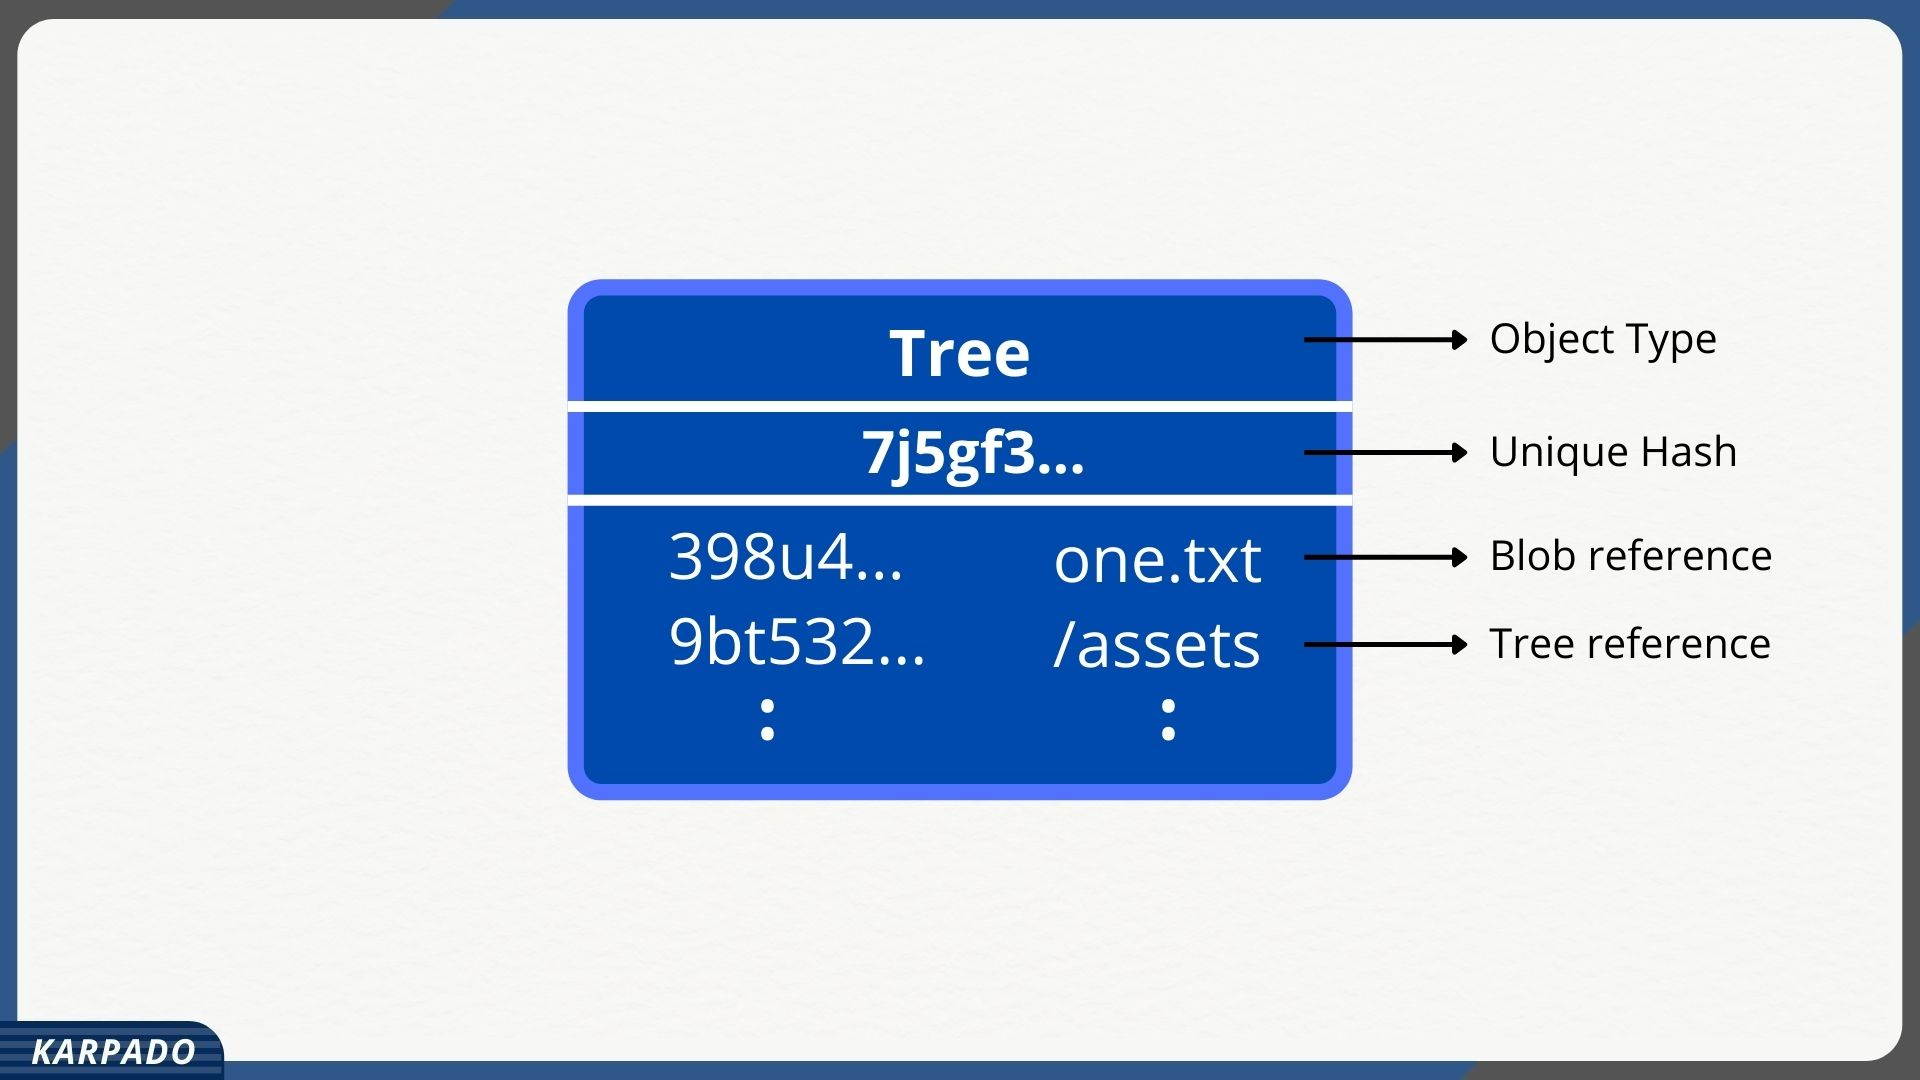 Tree
Object Type
7j5gf3...
Unique Hash
398u4... one.txt
Blob reference
9bt532... /assets
Tree reference
: :
KARPADO